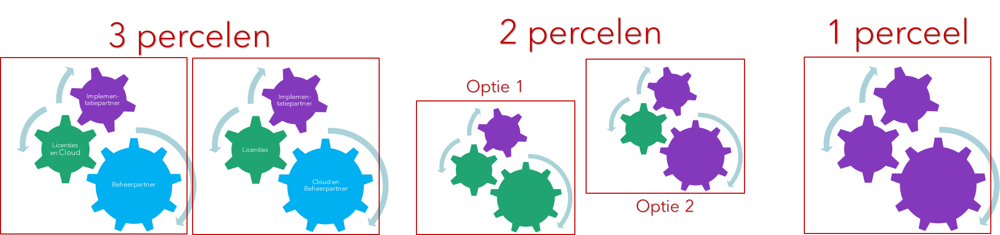 3 percelen
Implemen-
tatiepartner
Licenties
en Cloud
Beheerpartner
Implemen-
tatiepartner
Licenties
Cloud en
Beheerpartner
2 percelen
Optie 1
Optie 2
1 perceel